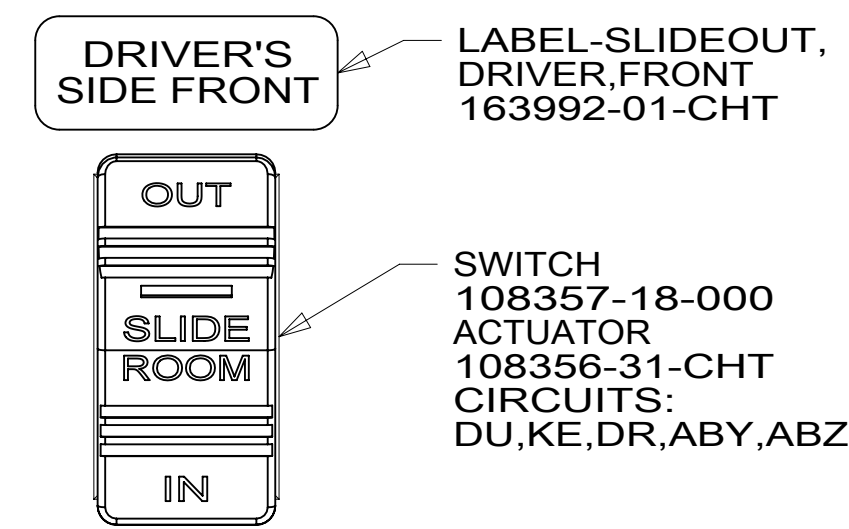 DRIVER'S
SIDE FRONT
LABEL-SLIDEOUT,
DRIVER,FRONT
163992-01-CHT
OUT
SLIDE
ROOM
IN
SWITCH
108357-18-000
ACTUATOR
108356-31-CHT
CIRCUITS:
DU,KE,DR,ABY,ABZ